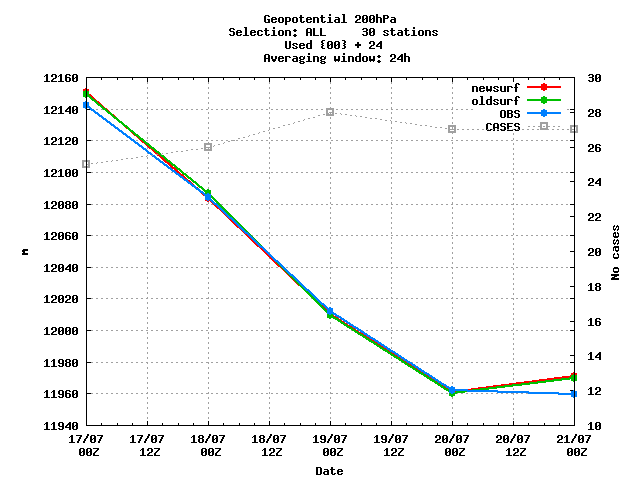 Geopotential 200hPa
Selection: ALL     30 stations
Used {00} + 24
Averaging window: 24h
newsurf
oldsurf
OBS
CASES
12160
12140
12120
12100
12080
12060
12040
12020
12000
11980
11960
11940
m
30
28
26
24
22
20
18
16
14
12
10
No cases
17/07 17/07 18/07 18/07 19/07 19/07 20/07 20/07 21/07
00Z 12Z 00Z 12Z 00Z 12Z 00Z 12Z 00Z
Date